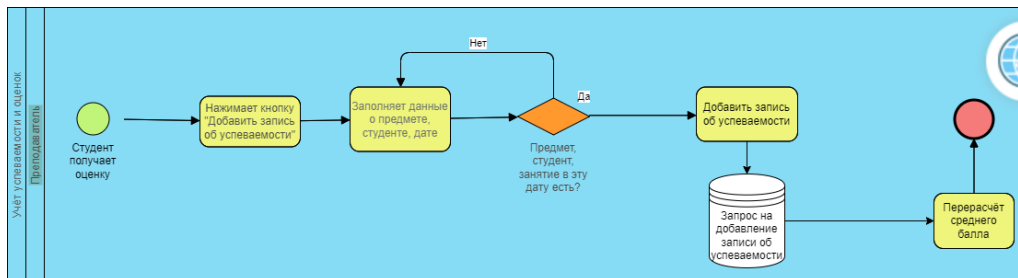 Учёт успеваемости и оценок
Преподаватель
Студент
получает
оценку
Нажимает кнопку
"Добавить запись
об успеваемости"
Заполняет данные
о предмете,
студенте, дате
Нет
Да
Предмет,
студент,
занятие в эту
дату есть?
Добавить запись
об успеваемости
Запрос на
добавление
записи об
успеваемости
Перерасчёт
среднего
балла